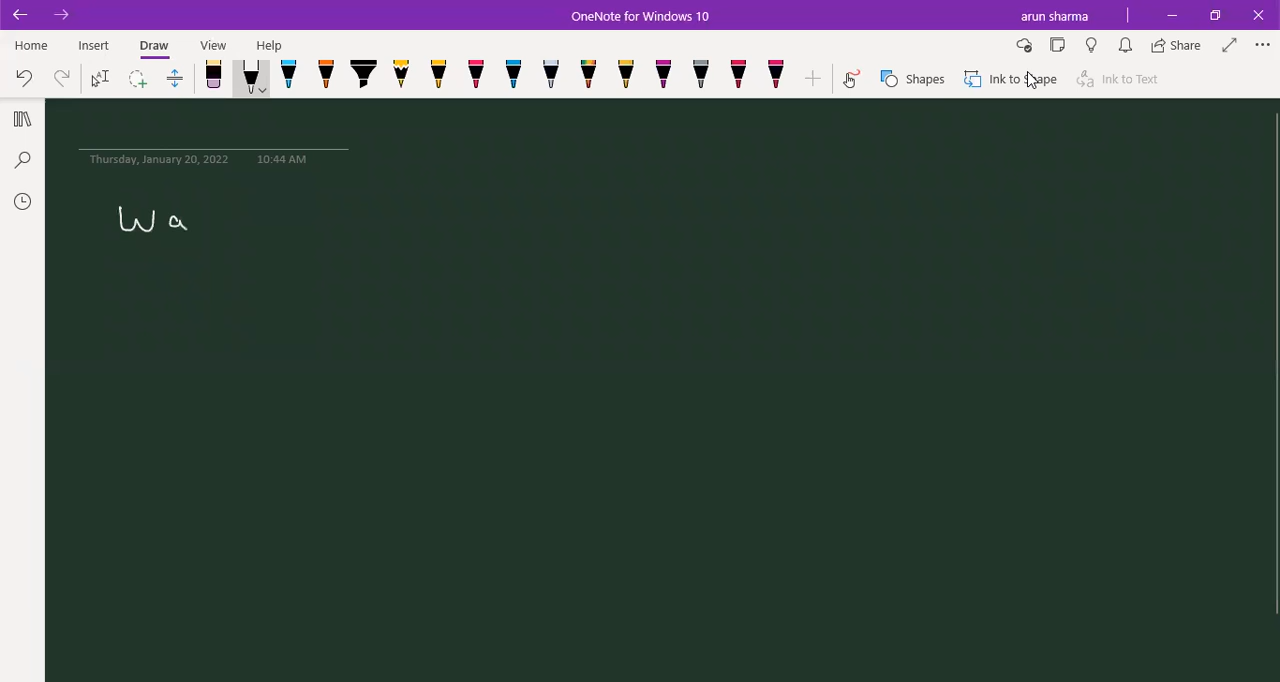 OneNote for Windows 10
arun sharma
Home Insert Draw View Help
Share
Shapes Ink to Shape Ink to Text
Thursday, January 20, 2022 10:44 AM
Wa